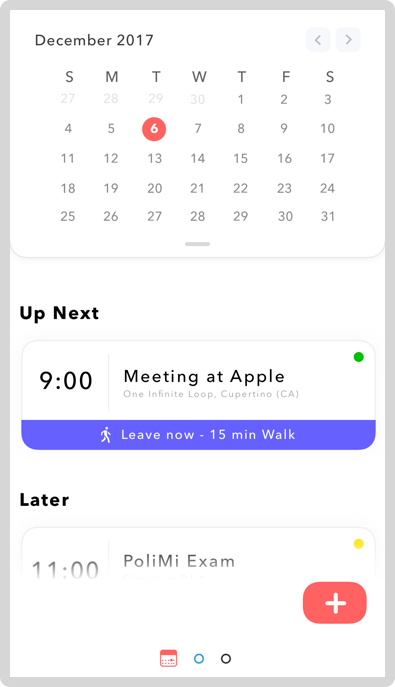 December 2017
S M T W T F S
27 28 29 30 1 2 3
4 5 6 7 8 9 10
11 12 13 14 15 16 17
18 19 20 21 22 23 24
25 26 27 28 29 30 31
Up Next
9:00 Meeting at Apple
One Infinite Loop, Cupertino (CA)
Leave now - 15 min Walk
Later
11:00 PoliMi Exam